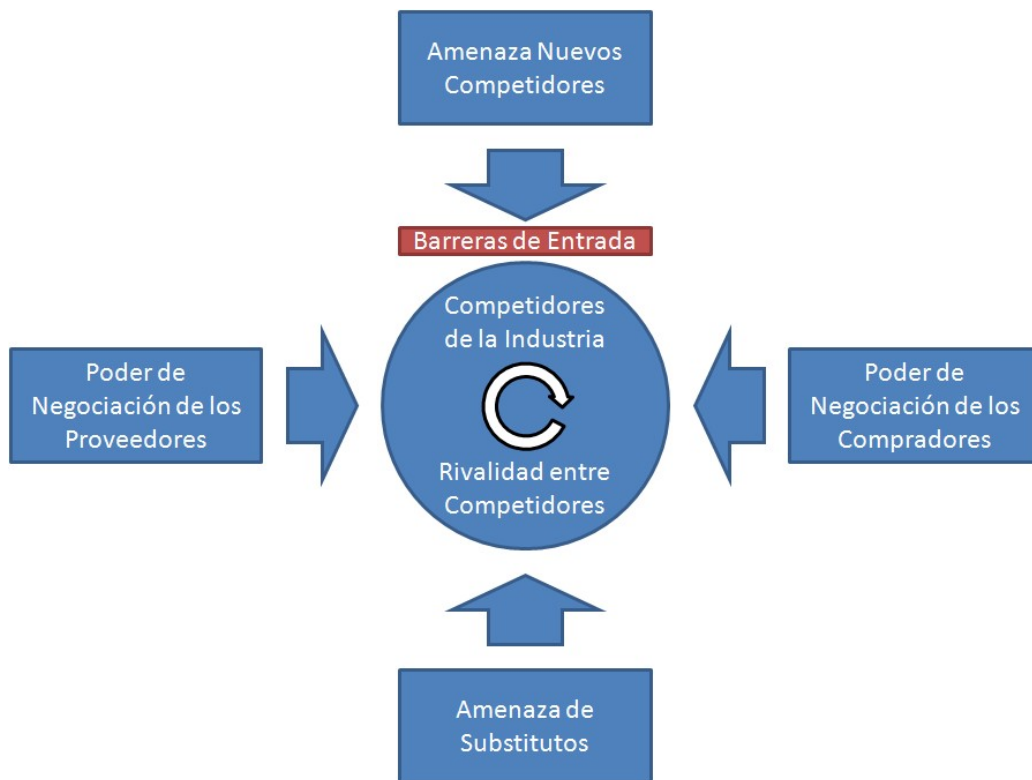 Amenaza Nuevos
Competidores
Barreras de Entrada
Competidores
de la Industria
Poder de
Negociación de los
Proveedores
Poder de
Negociación de los
Compradores
Rivalidad entre
Competidores
Amenaza de
Substitutos